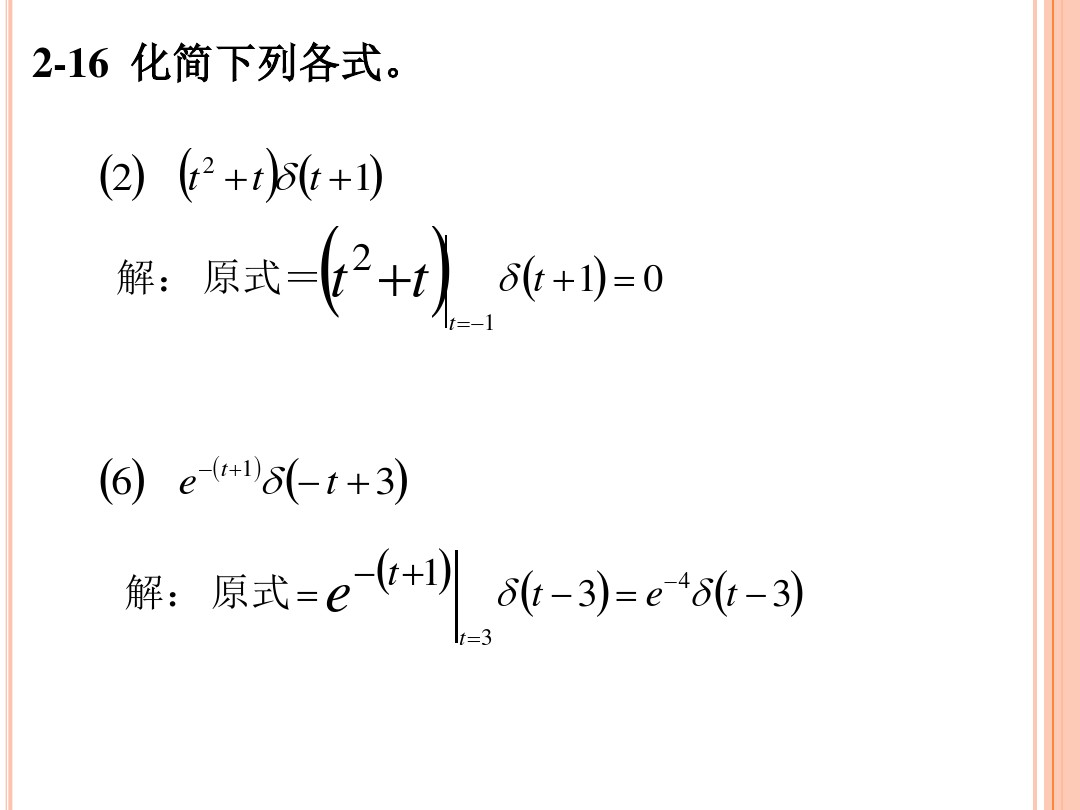 2-16 化简下列各式。
(2) (t² + t)δ(t + 1)
解： 原式＝(t²+t)|t=−1 δ(t + 1) = 0
(6) e^−(t+1) δ(− t + 3)
解： 原式 = e^−(t+1)|t=3 δ(t − 3) = e^−4 δ(t − 3)